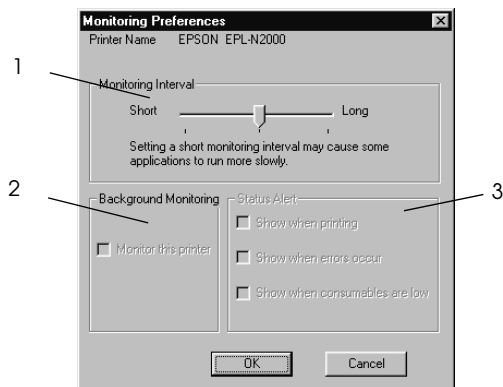 Monitoring Preferences
Printer Name EPSON EPL-N2000
1
Monitoring Interval
Short Long
Setting a short monitoring interval may cause some
applications to run more slowly.
2
Background Monitoring
Monitor this printer
3
Status Alert
Show when printing
Show when errors occur
Show when consumables are low
OK Cancel